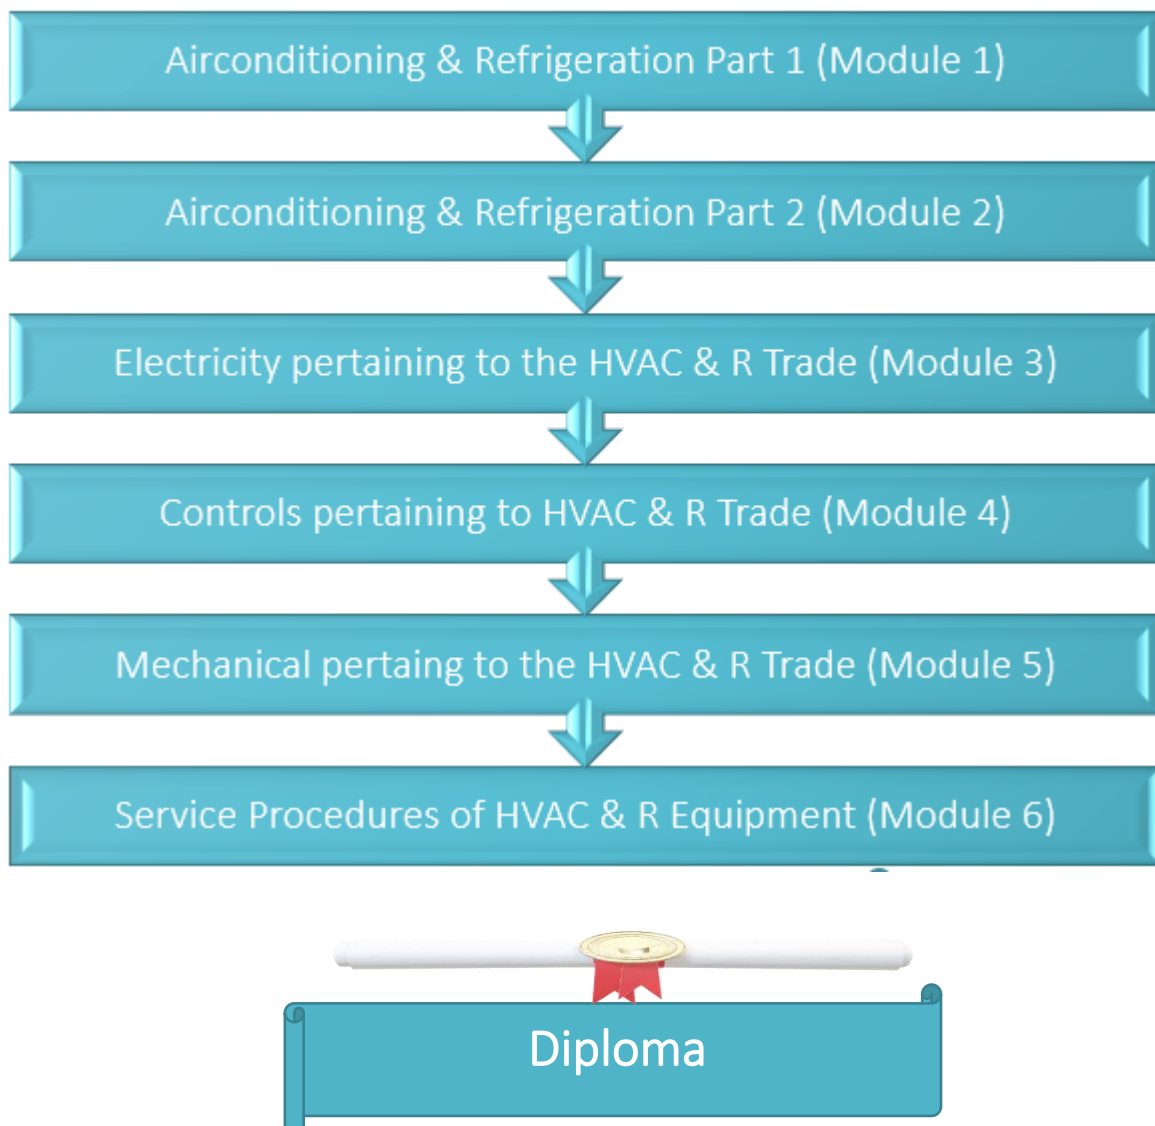 Airconditioning & Refrigeration Part 1 (Module 1)
Airconditioning & Refrigeration Part 2 (Module 2)
Electricity pertaining to the HVAC & R Trade (Module 3)
Controls pertaining to HVAC & R Trade (Module 4)
Mechanical pertaing to the HVAC & R Trade (Module 5)
Service Procedures of HVAC & R Equipment (Module 6)
Diploma